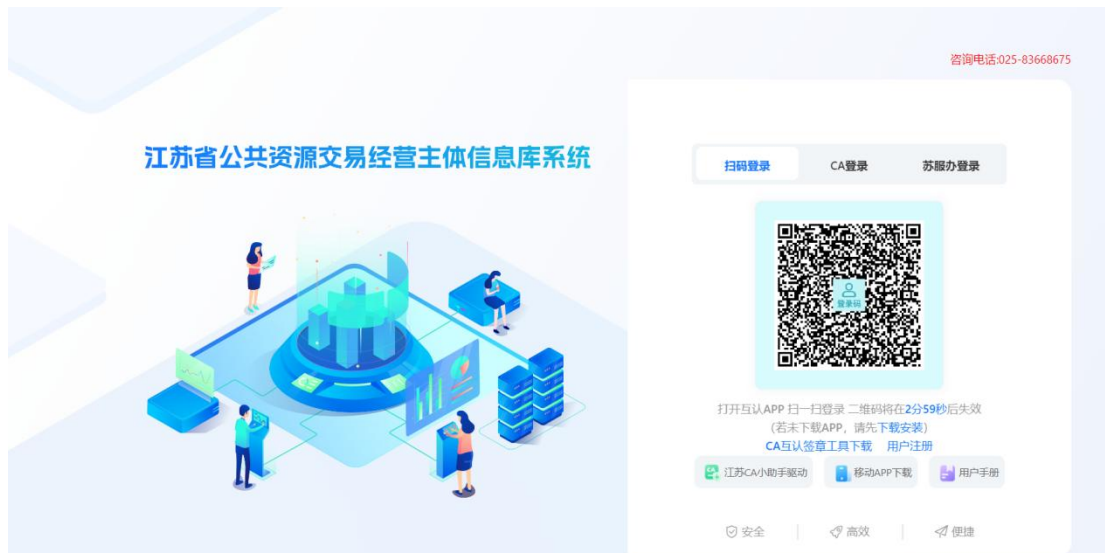 咨询电话:025-83668675
江苏省公共资源交易经营主体信息库系统
扫码登录 CA登录 苏服办登录
登录码
打开互认APP 扫一扫登录 二维码将在2分59秒后失效
(若未下载APP，请先下载安装)
CA互认签章工具下载 用户注册
江苏CA小助手驱动 移动APP下载 用户手册
安全 高效 便捷